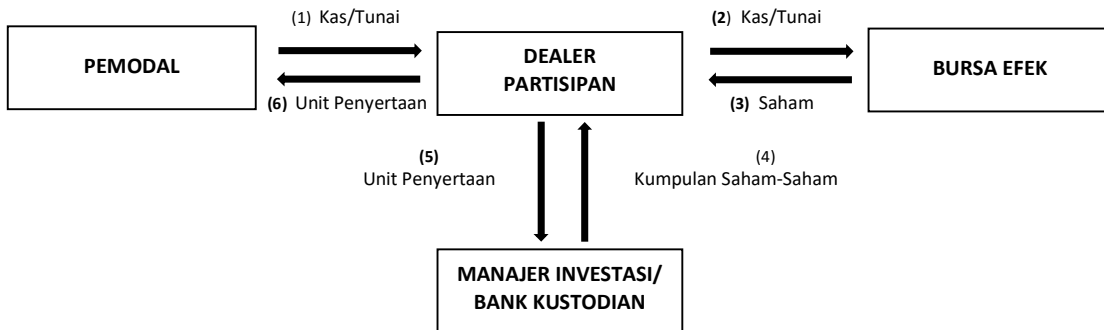 (1) Kas/Tunai
(2) Kas/Tunai
PEMODAL
DEALER
PARTISIPAN
BURSA EFEK
(6) Unit Penyertaan
(3) Saham
(5)
Unit Penyertaan
(4)
Kumpulan Saham-Saham
MANAJER INVESTASI/
BANK KUSTODIAN